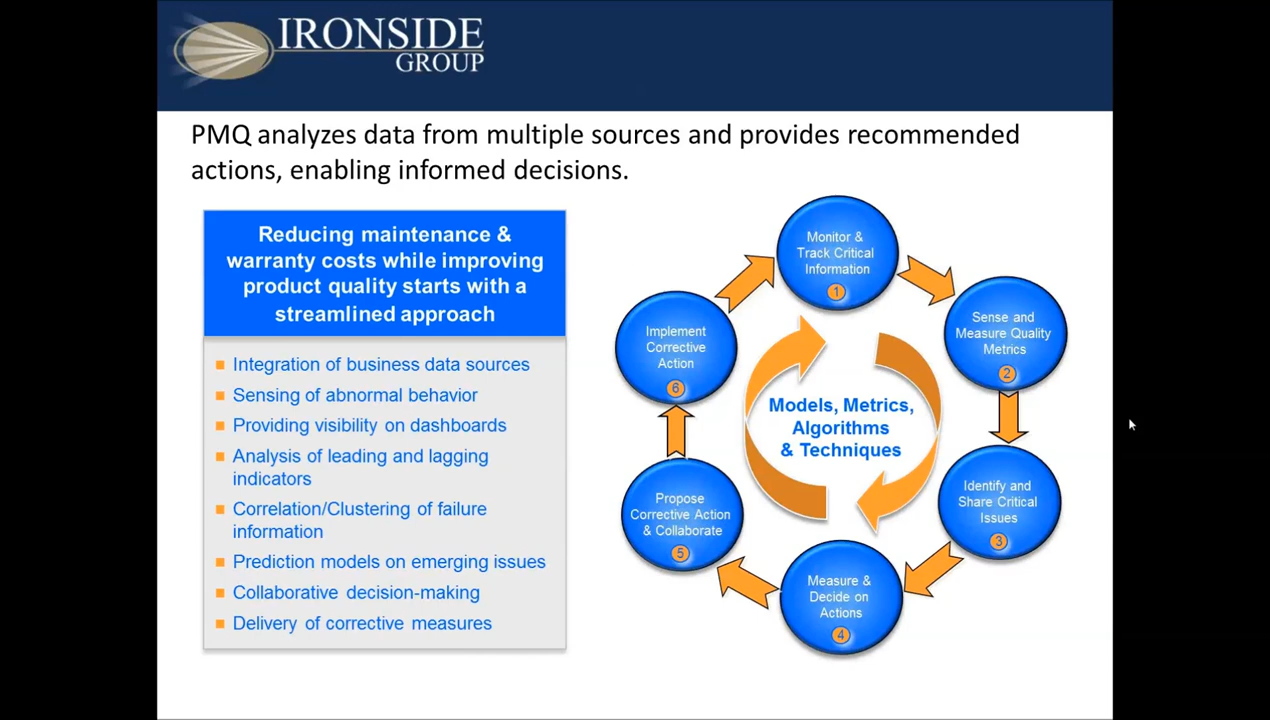 IRONSIDE
GROUP
PMQ analyzes data from multiple sources and provides recommended
actions, enabling informed decisions.
Reducing maintenance &
warranty costs while improving
product quality starts with a
streamlined approach
Integration of business data sources
Sensing of abnormal behavior
Providing visibility on dashboards
Analysis of leading and lagging
indicators
Correlation/Clustering of failure
information
Prediction models on emerging issues
Collaborative decision-making
Delivery of corrective measures
Monitor &
Track Critical
Information
1
Sense and
Measure Quality
Metrics
2
Identify and
Share Critical
Issues
3
Measure &
Decide on
Actions
4
Propose
Corrective Action
& Collaborate
5
Implement
Corrective
Action
6
Models, Metrics,
Algorithms
& Techniques